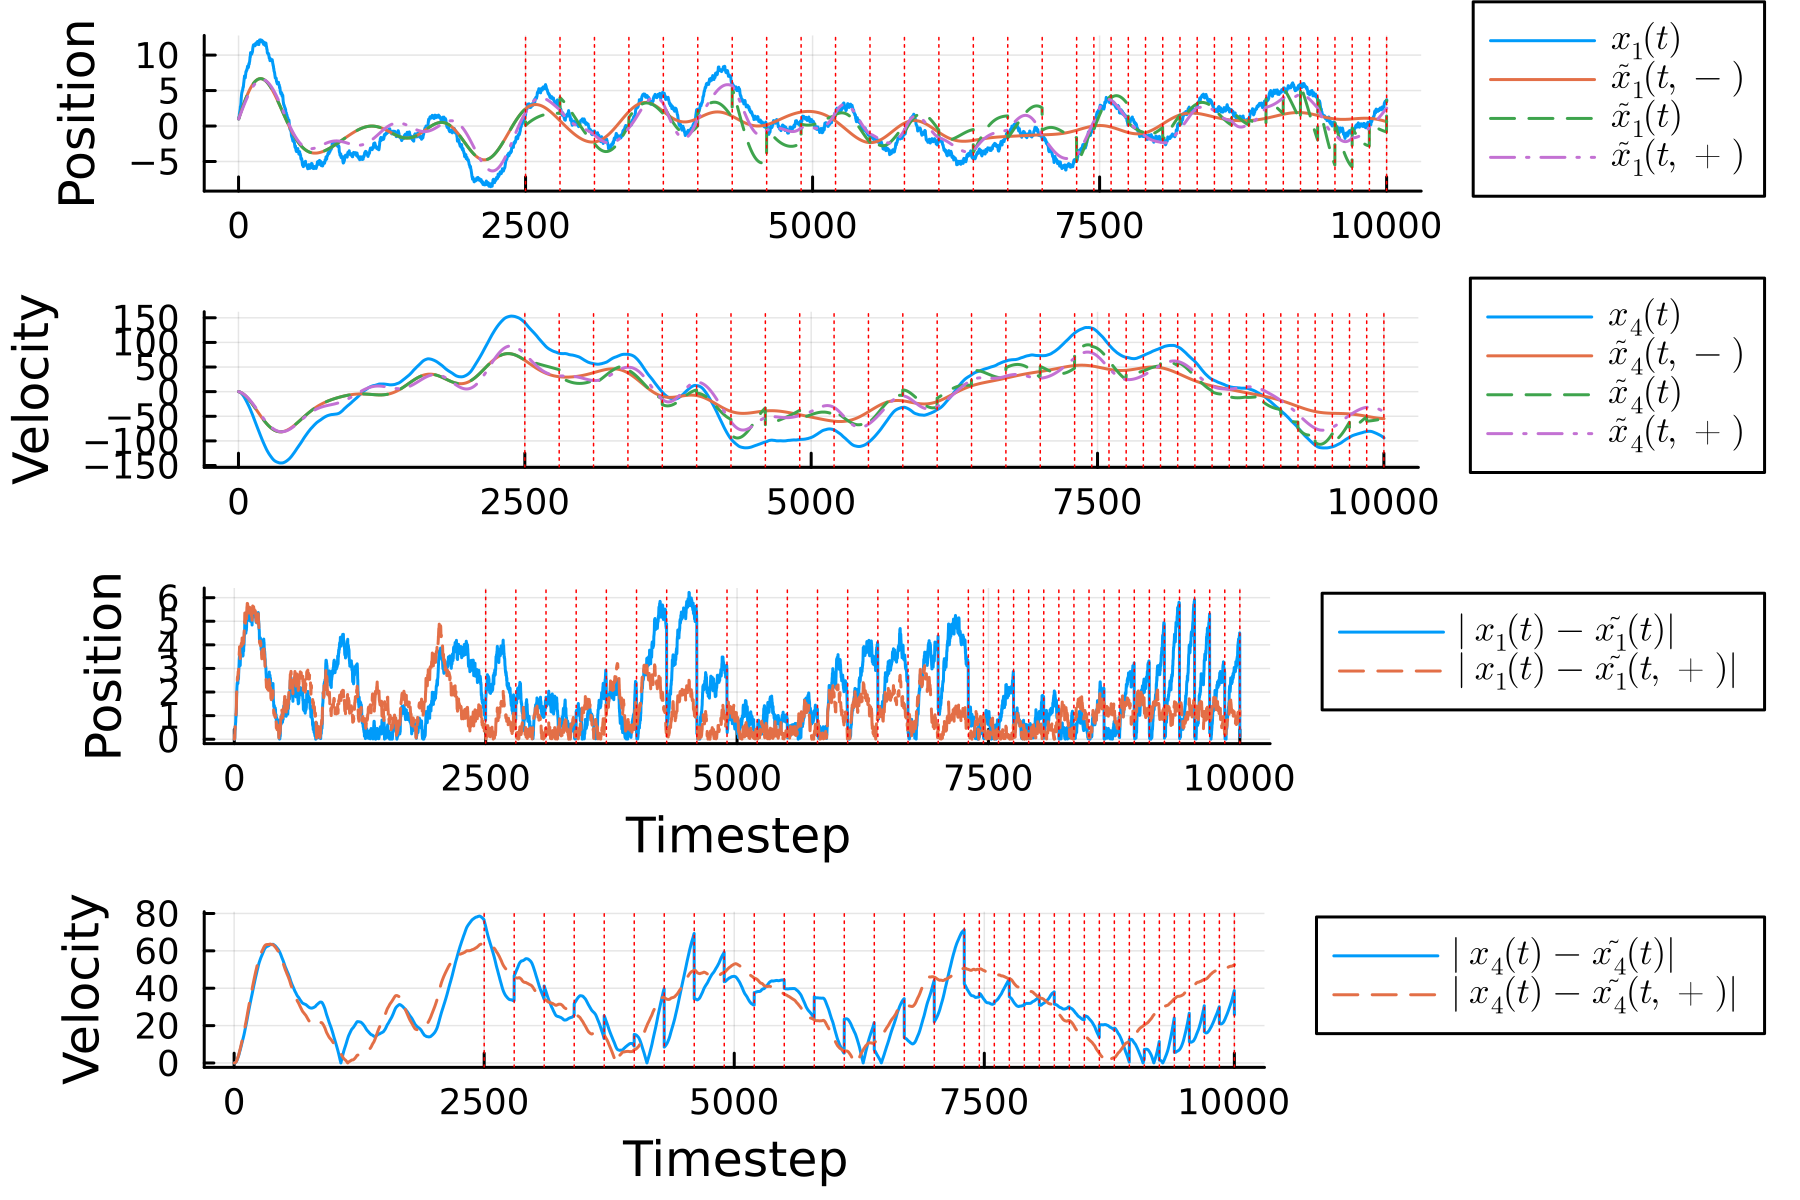 Position
10
5
0
−5
0 2500 5000 7500 10000
x₁(t)
x̃₁(t, −)
x̃₁(t)
x̃₁(t, +)
Velocity
150
100
50
0
−50
−100
−150
0 2500 5000 7500 10000
x₄(t)
x̃₄(t, −)
x̃₄(t)
x̃₄(t, +)
Position
6
5
4
3
2
1
0
0 2500 5000 7500 10000
Timestep
|x₁(t) − x̃₁(t)|
|x₁(t) − x̃₁(t, +)|
Velocity
80
60
40
20
0
0 2500 5000 7500 10000
Timestep
|x₄(t) − x̃₄(t)|
|x₄(t) − x̃₄(t, +)|